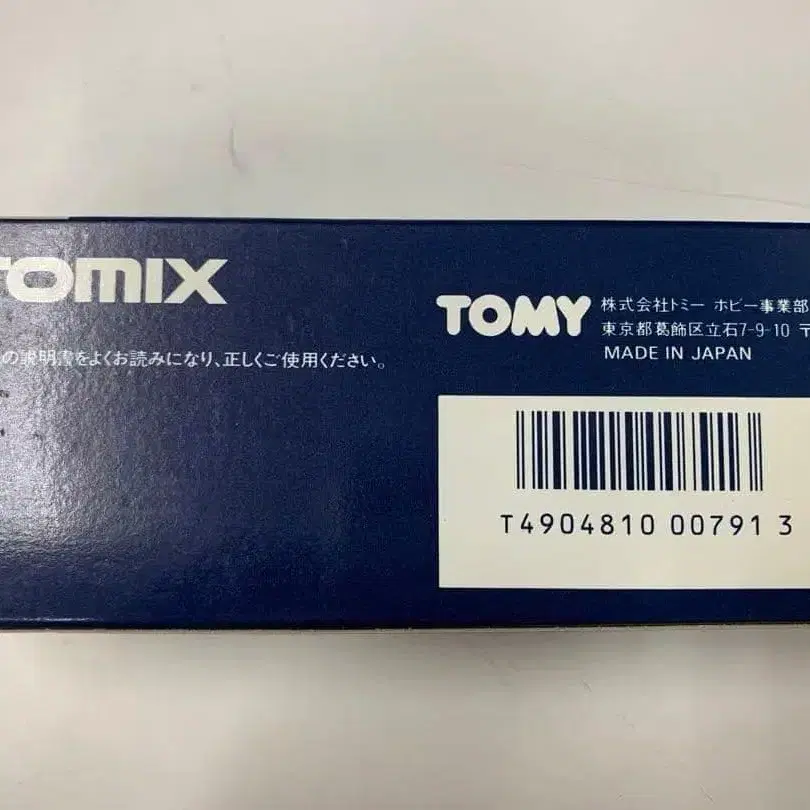 TOMIX
の説明書をよくお読みになり、正しくご使用ください。
TOMY 株式会社トミー ホビー事業部
東京都葛飾区立石7-9-10 〒
MADE IN JAPAN
T4904810 00791 3